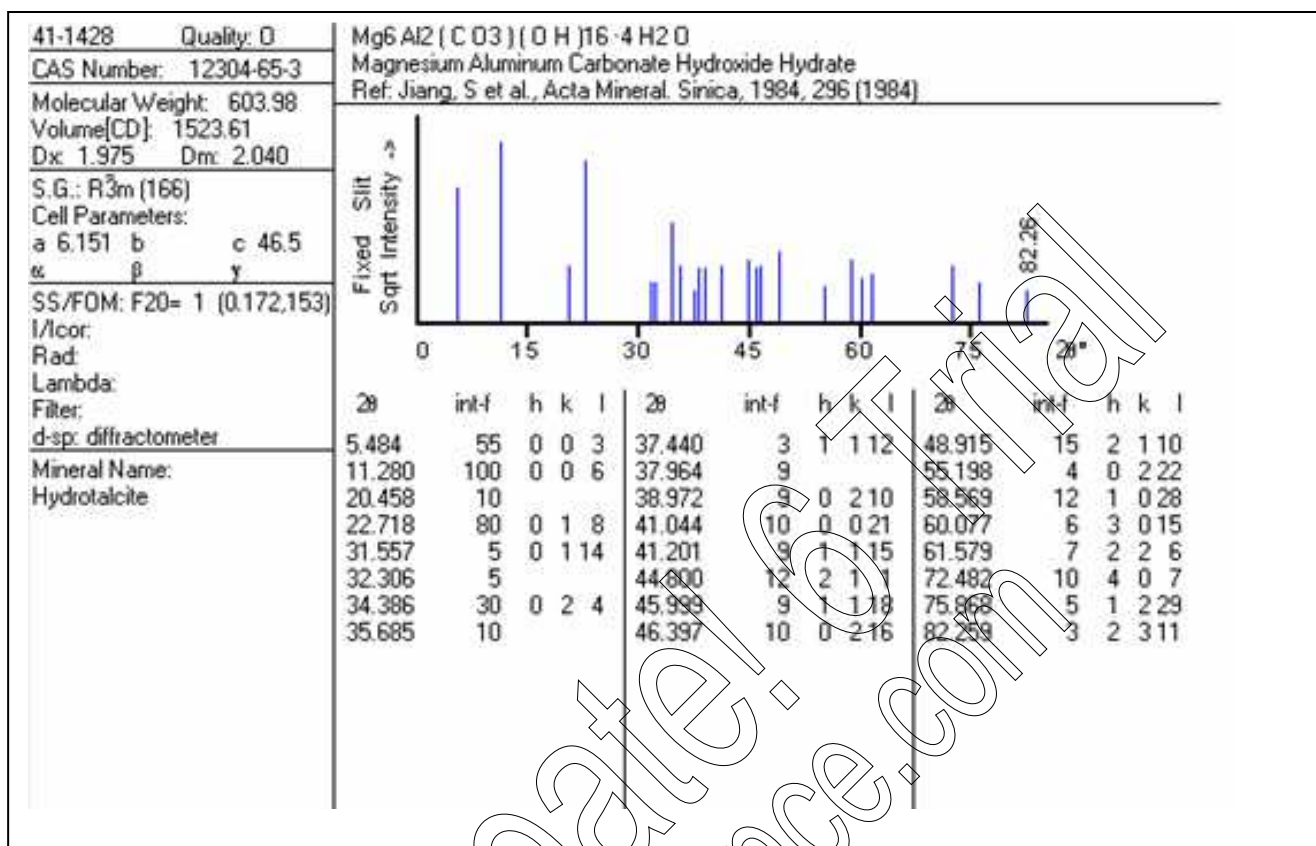 41-1428 Quality: O
CAS Number: 12304-65-3
Molecular Weight: 603.98
Volume[CD]: 1523.61
Dx: 1.975 Dm: 2.040
S.G.: R3̄m (166)
Cell Parameters:
a 6.151 b c 46.5
α β γ
SS/FOM: F20= 1 (0.172,153)
I/Icor:
Rad:
Lambda:
Filter:
d-sp: diffractometer
Mineral Name:
Hydrotalcite
Mg6 Al2 ( C O3 ) ( O H )16 ·4 H2 O
Magnesium Aluminum Carbonate Hydroxide Hydrate
Ref: Jiang, S et al., Acta Mineral. Sinica, 1984, 296 (1984)
Fixed Slit
Sqrt Intensity ->
82.26
0 15 30 45 60 75 2θ°
2θ int-f h k l 2θ int-f h k l 2θ int-f h k l
5.484 55 0 0 3 37.440 3 1 1 12 48.915 15 2 1 10
11.280 100 0 0 6 37.964 9 55.198 4 0 2 22
20.458 10 38.972 9 0 2 10 58.569 12 1 0 28
22.718 80 0 1 8 41.044 10 0 0 21 60.077 6 3 0 15
31.557 5 0 1 14 41.201 9 1 1 15 61.579 7 2 2 6
32.306 5 44.800 12 2 1 1 72.482 10 4 0 7
34.386 30 0 2 4 45.999 9 1 1 18 75.868 5 1 2 29
35.685 10 46.397 10 0 2 16 82.259 3 2 3 11
Trial
6